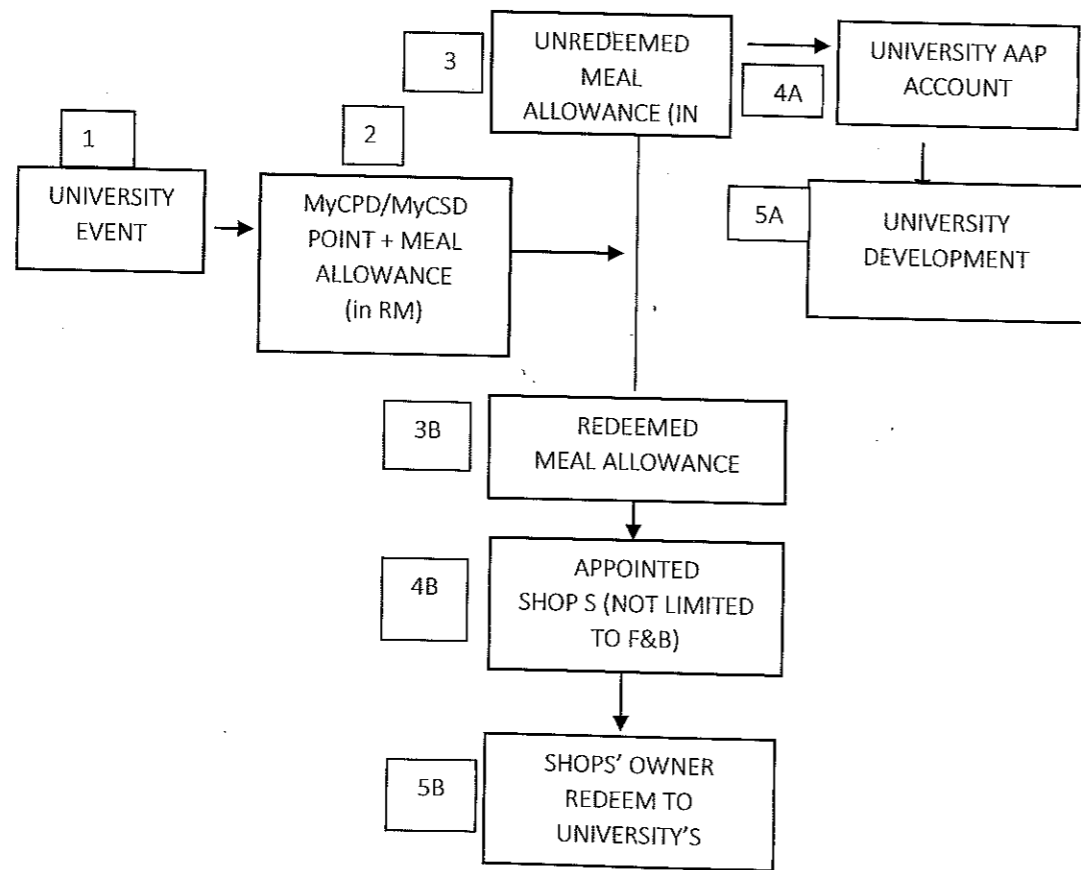 3
UNREDEEMED
MEAL
ALLOWANCE (IN
4A
UNIVERSITY AAP
ACCOUNT
1
UNIVERSITY
EVENT
2
MyCPD/MyCSD
POINT + MEAL
ALLOWANCE
(in RM)
5A
UNIVERSITY
DEVELOPMENT
3B
REDEEMED
MEAL ALLOWANCE
4B
APPOINTED
SHOP S (NOT LIMITED
TO F&B)
5B
SHOPS' OWNER
REDEEM TO
UNIVERSITY'S